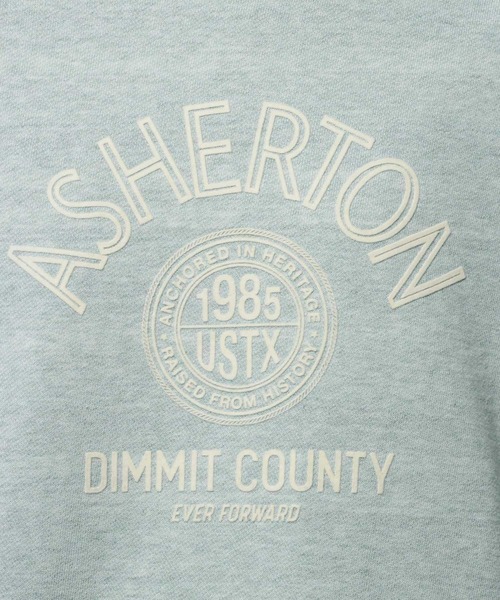 ASHERTON
ANCHORED IN HERITAGE
1985
USTX
RAISED FROM HISTORY
DIMMIT COUNTY
EVER FORWARD